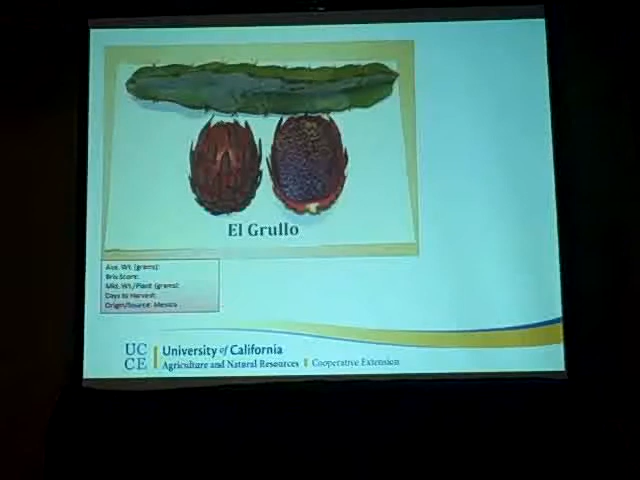 El Grullo
Ave. Wt. (grams):
Brix Score:
Mkt. Wt./Plant (grams):
Days to Harvest:
Origin/Source: Mexico
UC
CE
University of California
Agriculture and Natural Resources Cooperative Extension